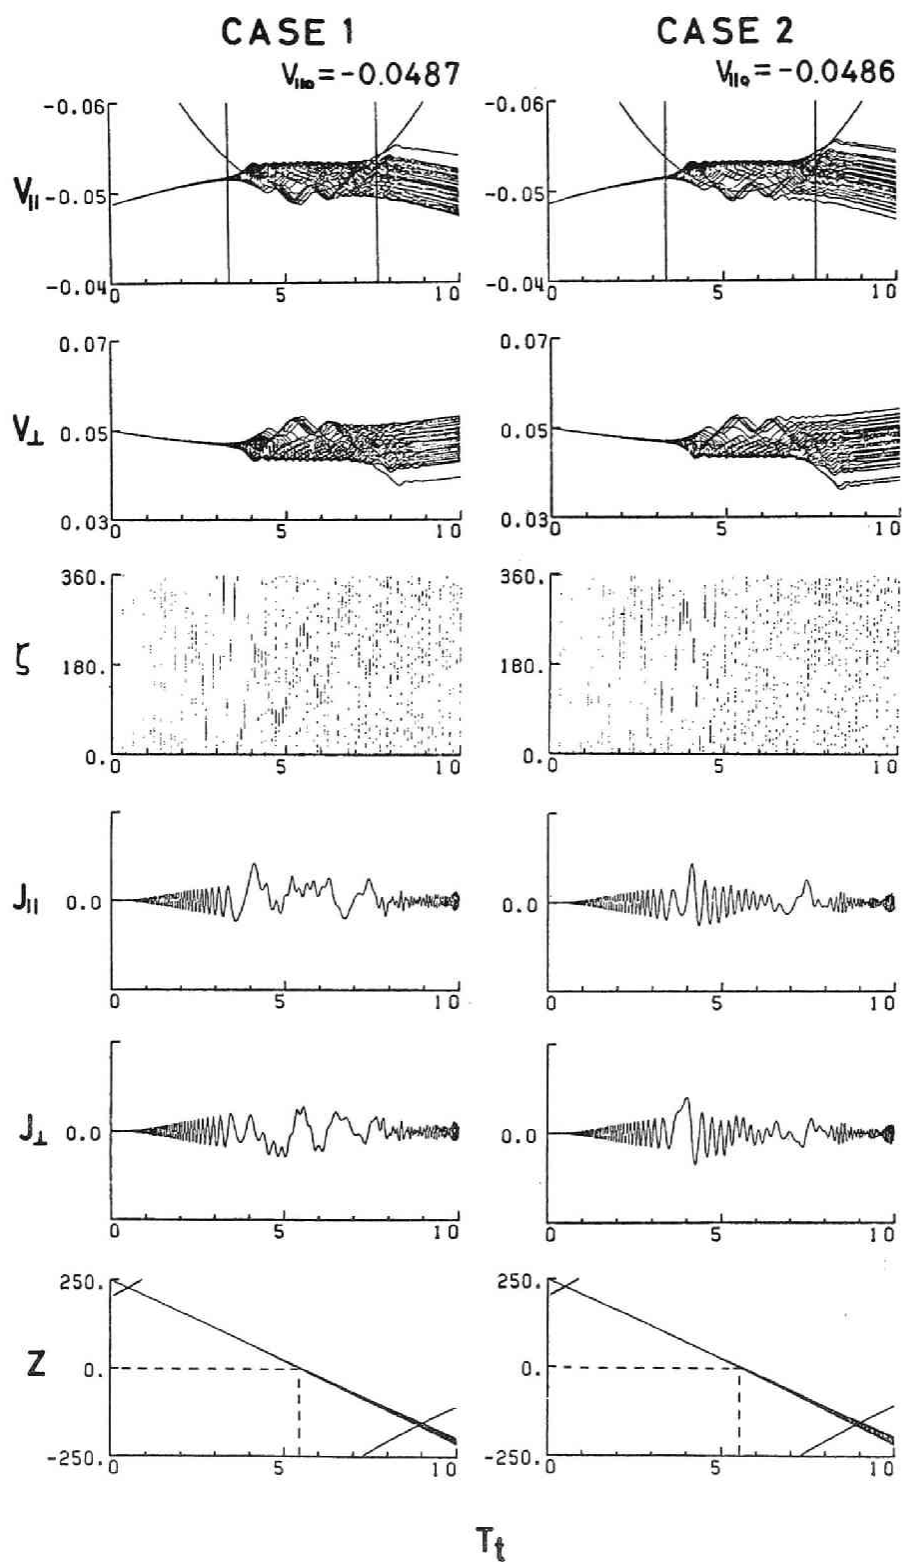 CASE 1 CASE 2
V∥₀=-0.0487 V∥₀=-0.0486
-0.06 -0.06
V∥ -0.05 -0.05
-0.04 -0.04
0 5 10 0 5 10
0.07 0.07
V⊥ 0.05 0.05
0.03 0.03
0 5 10 0 5 10
360. 360.
ζ 180. 180.
0. 0.
0 5 10 0 5 10
J∥ 0.0 0.0
0 5 10 0 5 10
J⊥ 0.0 0.0
0 5 10 0 5 10
250. 250.
Z 0. 0.
-250. -250.
0 5 10 0 5 10
Tt